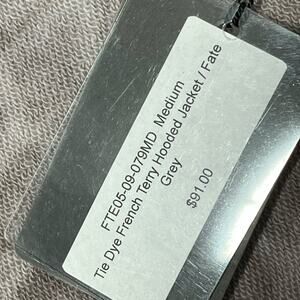 FTE05-09-079MD Medium
Tie Dye French Terry Hooded Jacket / Fate
Grey
$91.00